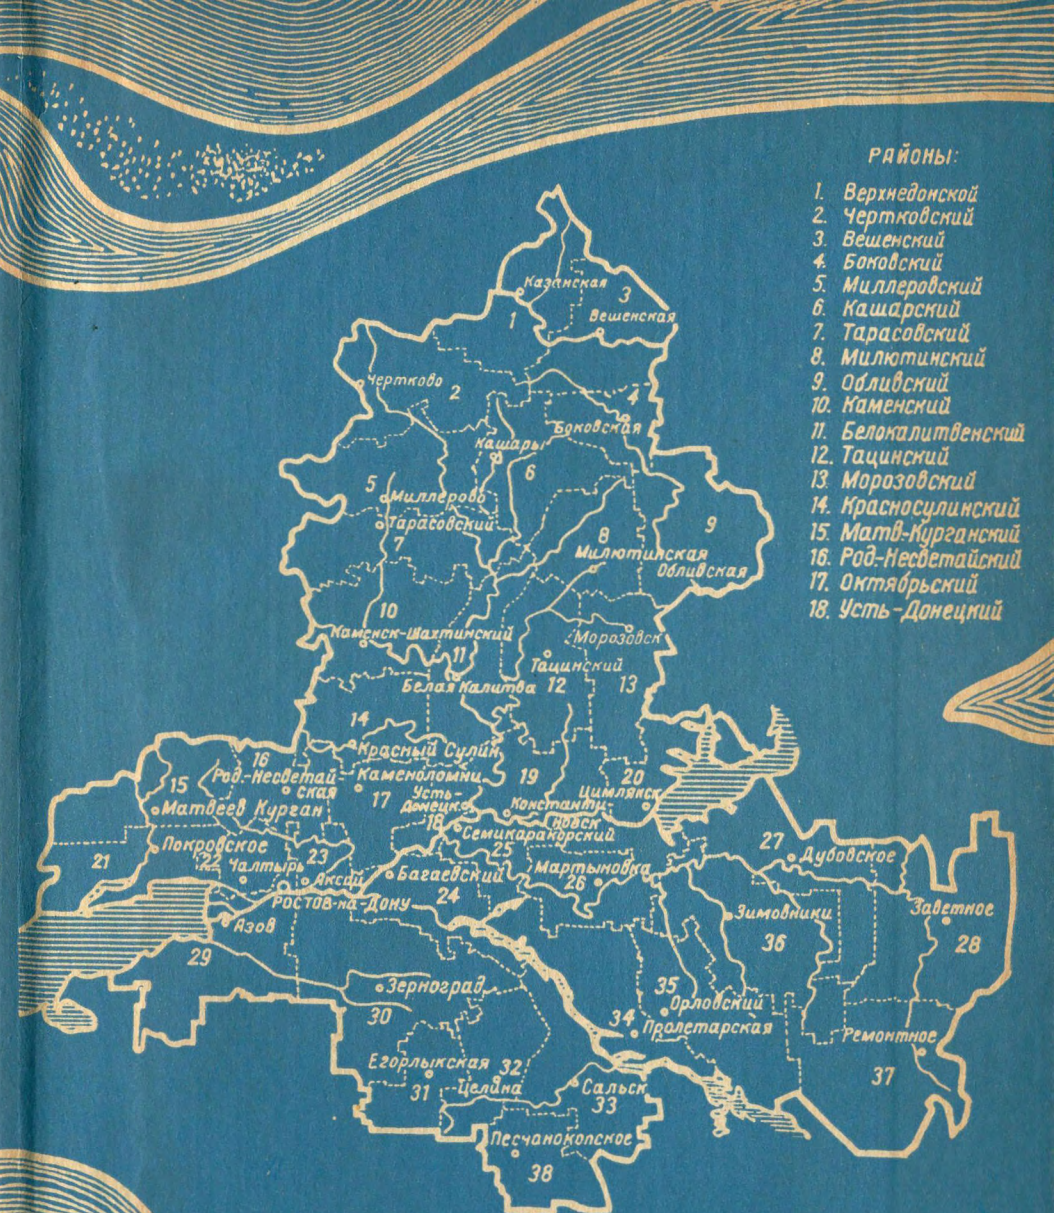 РАЙОНЫ:
1. Верхнедонской
2. Чертковский
3. Вешенский
4. Боковский
5. Миллеровский
6. Кашарский
7. Тарасовский
8. Милютинский
9. Обливский
10. Каменский
11. Белокалитвенский
12. Тацинский
13. Морозовский
14. Красносулинский
15. Матв-Курганский
16. Род.-Несветайский
17. Октябрьский
18. Усть-Донецкий
Казанская
3
1
Вешенская
Чертково
2
4
Боковская
Кашары
6
5
Миллерово
Тарасовский
7
9
8
Милютинская
Обливская
10
Каменск-Шахтинский
Морозовск
11
Тацинский
Белая Калитва
12
13
14
Красный Сулин
16
Род.-Несветай
ская
15
Матвеев Курган
Каменоломни
17
Усть-
Донецк
18
19
20
Цимлянск
Константи
новск
Семикаракорский
Покровское
21
22
Чалтырь
23
Аксай
25
Багаевский
24
Мартыновка
26
27
Дубовское
Ростов-на-Дону
Азов
29
Зимовники
36
Заветное
28
Зерноград
30
35
Орловский
34
Пролетарская
Ремонтное
37
Егорлыкская
31
32
Целина
Сальск
33
Песчанокопское
38